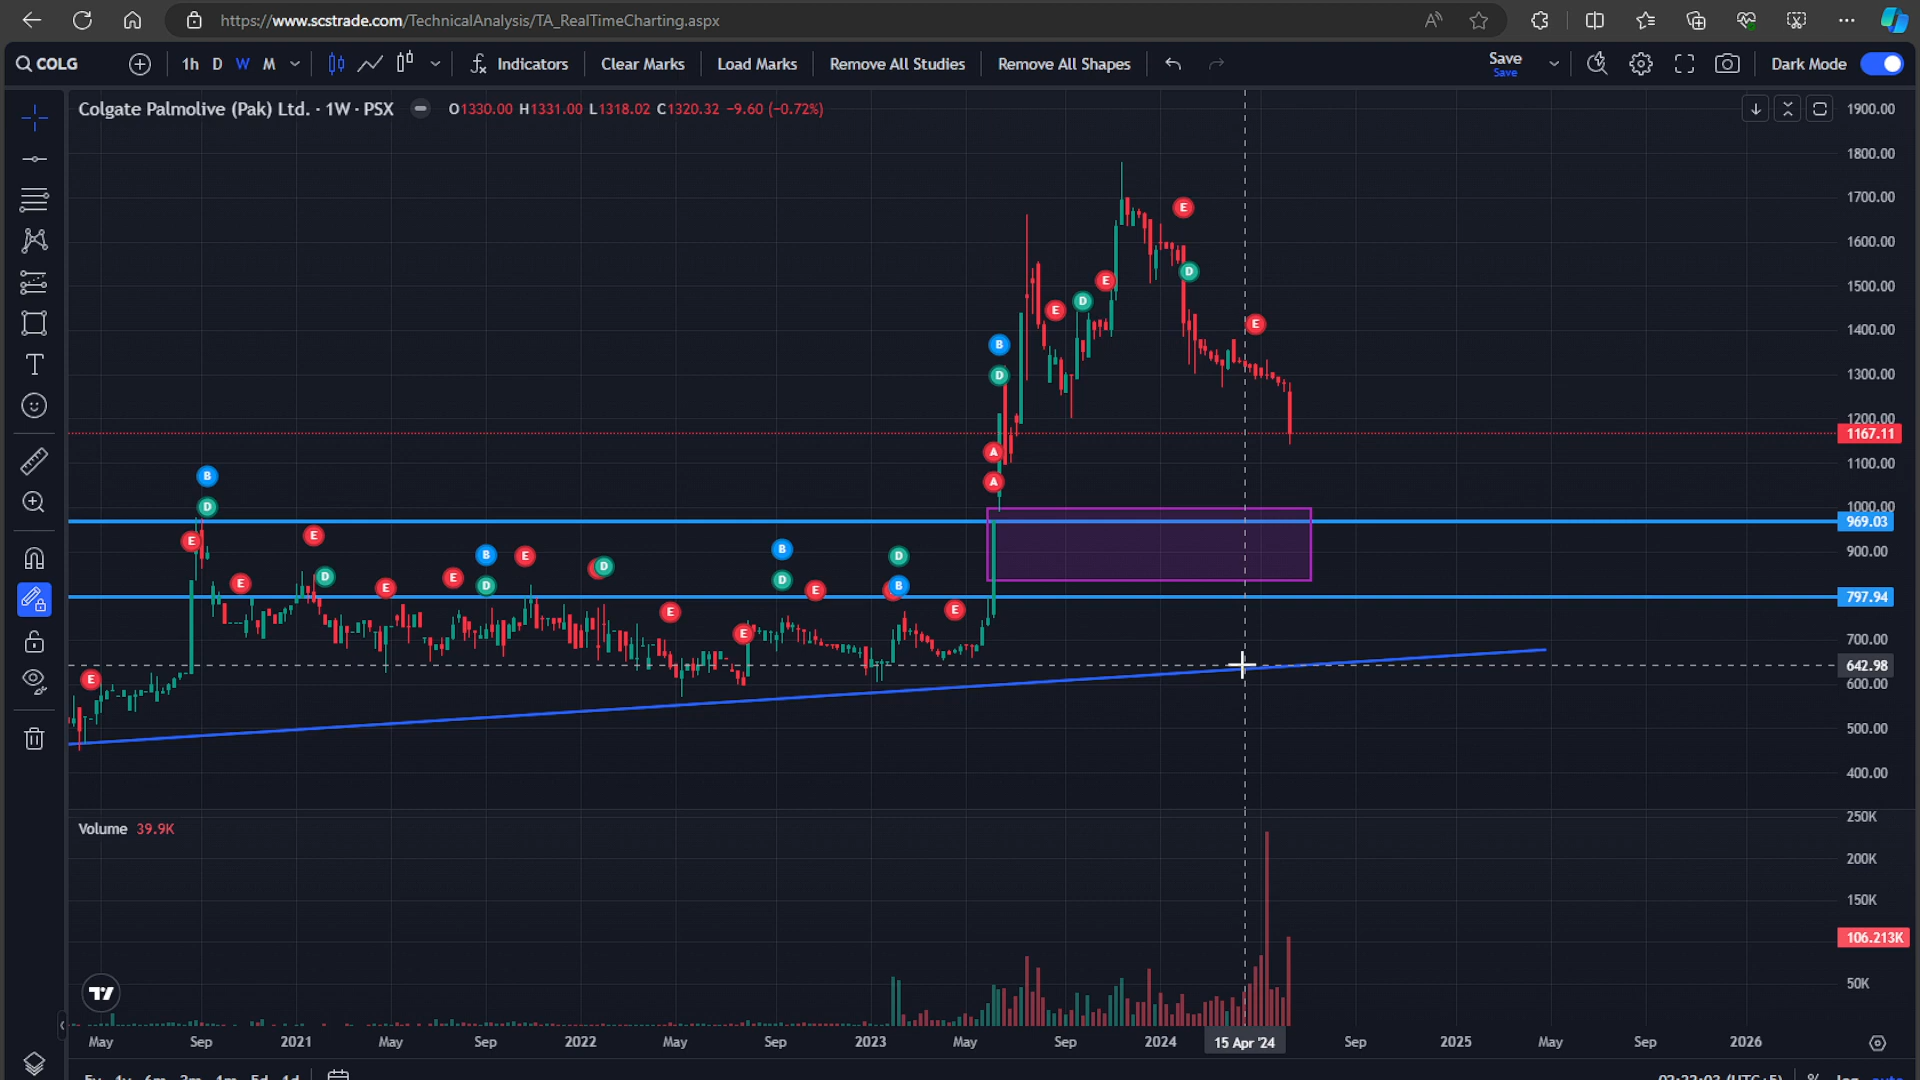 https://www.scstrade.com/TechnicalAnalysis/TA_RealTimeCharting.aspx
COLG 1h D W M Indicators Clear Marks Load Marks Remove All Studies Remove All Shapes Save Dark Mode
Save
Colgate Palmolive (Pak) Ltd. · 1W · PSX O1330.00 H1331.00 L1318.02 C1320.32 −9.60 (−0.72%)
1900.00
1800.00
1700.00
E
1600.00
D
E
1500.00
D
E
1400.00
E
B
1300.00
D
1200.00
1167.11
A
1100.00
B
A
D
1000.00
969.03
E
E
900.00
B
E
B
D
E
D
E
D
D
B
E
E
D
E
D
E
797.94
E
E
E
700.00
642.98
E
600.00
500.00
400.00
Volume 39.9K
250K
200K
150K
106.213K
50K
May Sep 2021 May Sep 2022 May Sep 2023 May Sep 2024 15 Apr '24 Sep 2025 May Sep 2026